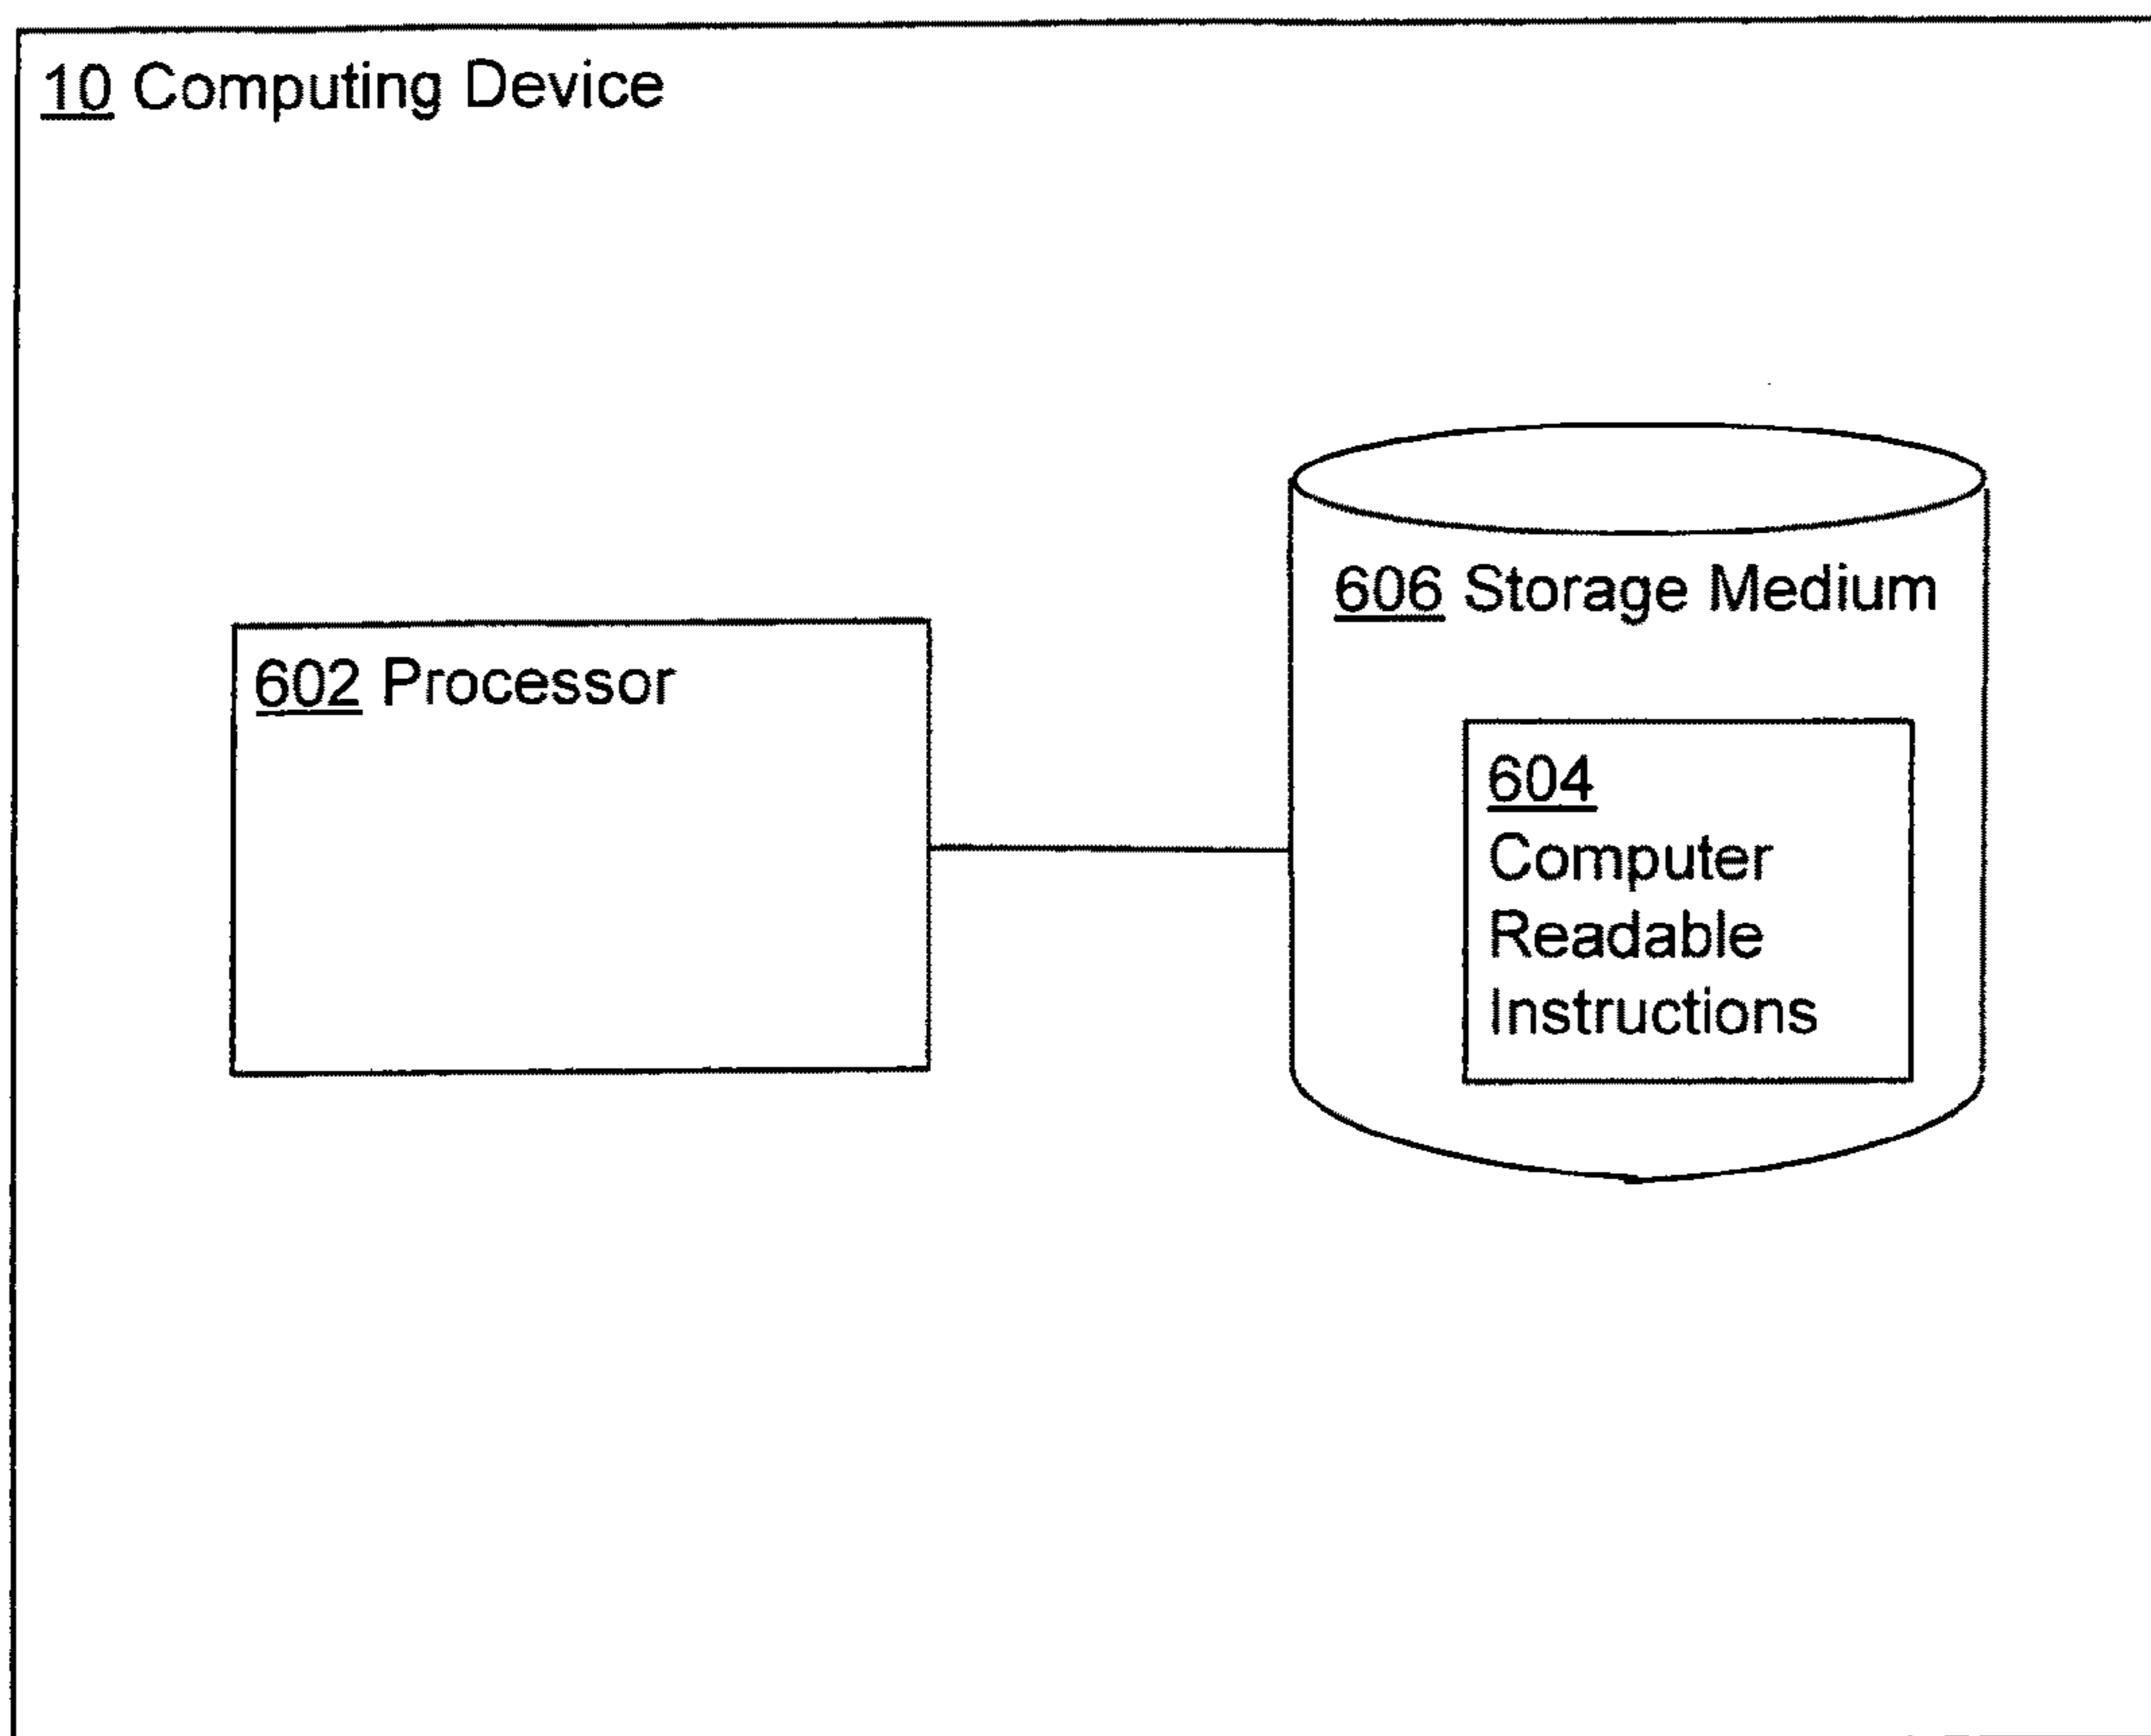 10 Computing Device
606 Storage Medium
602 Processor
604
Computer
Readable
Instructions